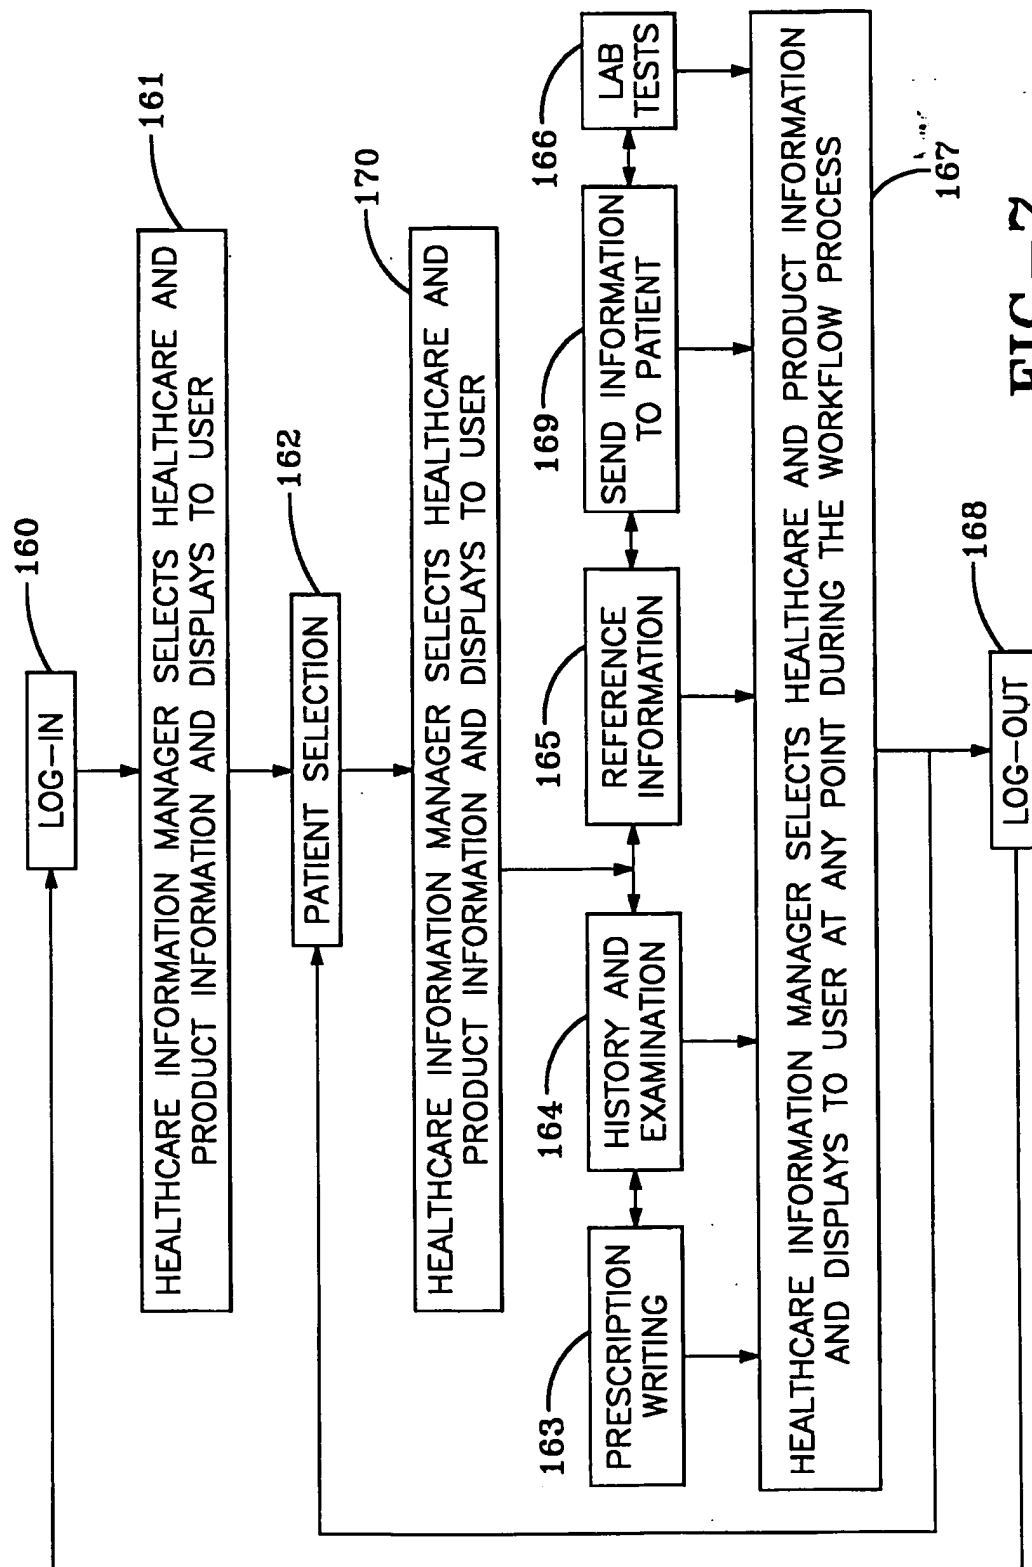 160
LOG-IN
161
HEALTHCARE INFORMATION MANAGER SELECTS HEALTHCARE AND
PRODUCT INFORMATION AND DISPLAYS TO USER
162
PATIENT SELECTION
170
HEALTHCARE INFORMATION MANAGER SELECTS HEALTHCARE AND
PRODUCT INFORMATION AND DISPLAYS TO USER
163
PRESCRIPTION
WRITING
164
HISTORY AND
EXAMINATION
165
REFERENCE
INFORMATION
169
SEND INFORMATION
TO PATIENT
166
LAB
TESTS
HEALTHCARE INFORMATION MANAGER SELECTS HEALTHCARE AND PRODUCT INFORMATION
AND DISPLAYS TO USER AT ANY POINT DURING THE WORKFLOW PROCESS
167
168
LOG-OUT
FIG-7